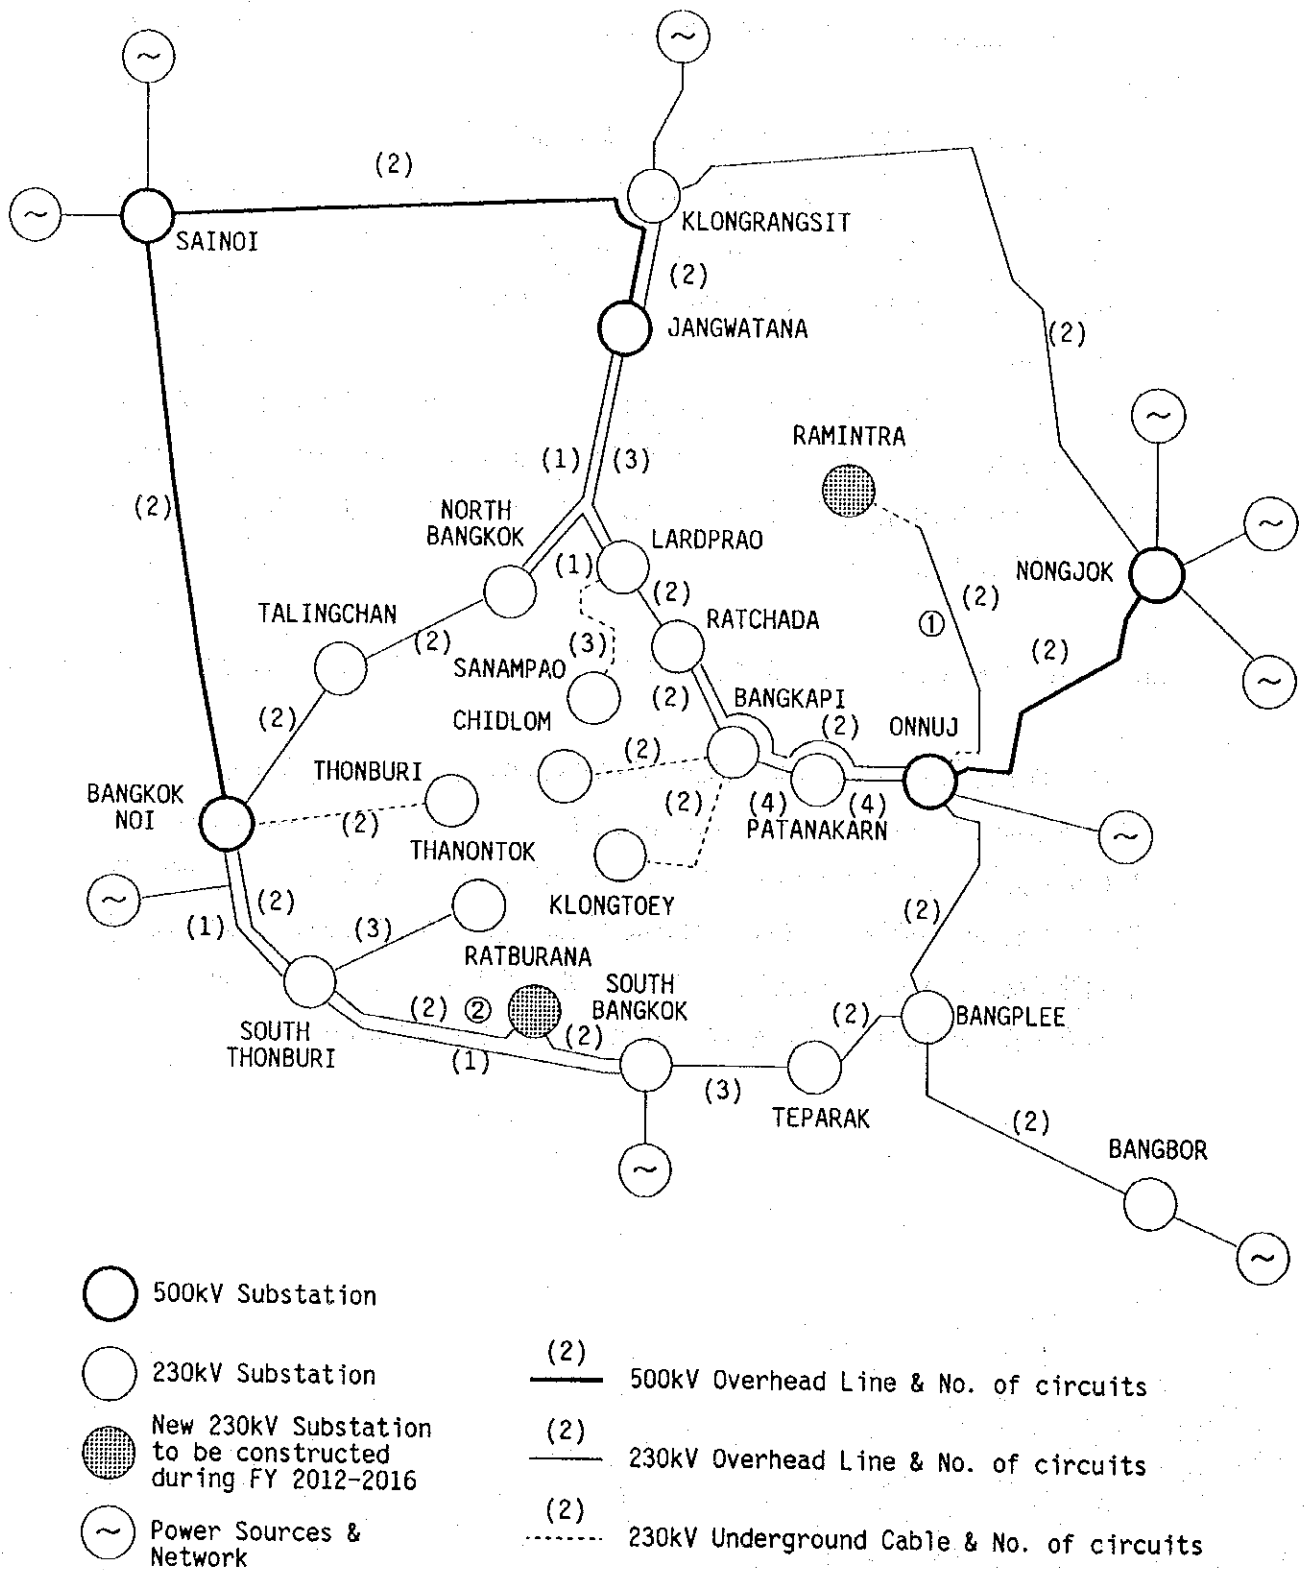 ~
~
(2)
~
SAINOI
KLONGRANGSIT
(2)
JANGWATANA
(2)
~
RAMINTRA
(1)
(3)
(2)
NORTH
BANGKOK
LARDPRAO
~
(1)
NONGJOK
(2)
(2)
TALINGCHAN
RATCHADA
①
(2)
(3)
SANAMPAO
(2)
~
(2)
BANGKAPI
CHIDLOM
(2)
(2)
(2)
ONNUJ
THONBURI
BANGKOK
NOI
(2)
(2)
(4)
(4)
PATANAKARN
~
THANONTOK
~
(2)
KLONGTOEY
(2)
(1)
(3)
RATBURANA
SOUTH
BANGKOK
(2)
②
(2)
(2)
BANGPLEE
SOUTH
THONBURI
(1)
(3)
TEPARAK
(2)
BANGBOR
~
~
500kV Substation
230kV Substation
New 230kV Substation
to be constructed
during FY 2012-2016
~
Power Sources &
Network
(2)
500kV Overhead Line & No. of circuits
(2)
230kV Overhead Line & No. of circuits
(2)
230kV Underground Cable & No. of circuits